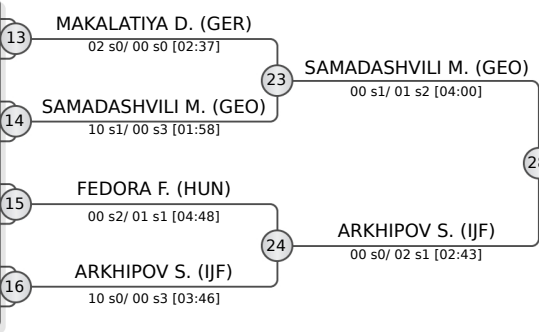 MAKALATIYA D. (GER)
13
02 s0/ 00 s0 [02:37]
23
SAMADASHVILI M. (GEO)
00 s1/ 01 s2 [04:00]
SAMADASHVILI M. (GEO)
14
10 s1/ 00 s3 [01:58]
FEDORA F. (HUN)
15
00 s2/ 01 s1 [04:48]
24
ARKHIPOV S. (IJF)
00 s0/ 02 s1 [02:43]
ARKHIPOV S. (IJF)
16
10 s0/ 00 s3 [03:46]